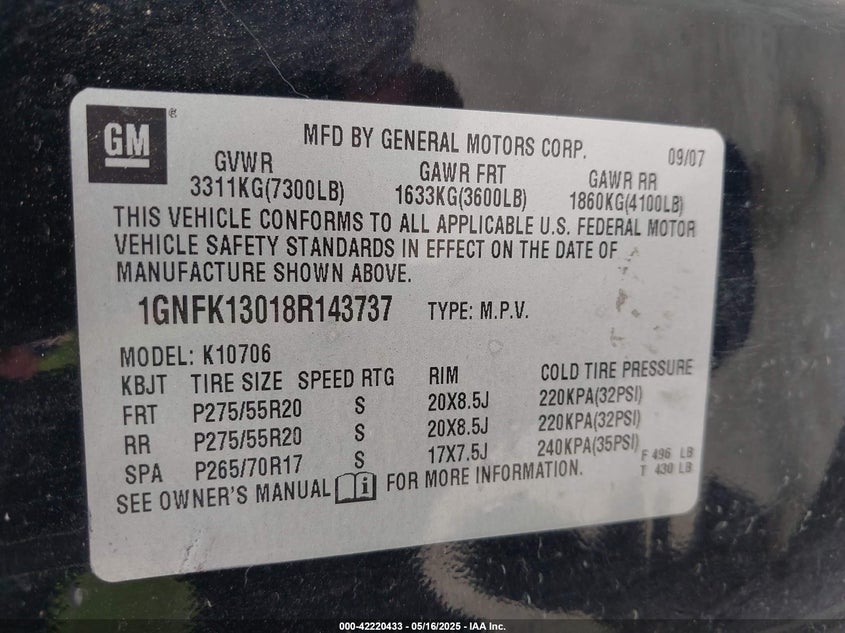 GM®
MFD BY GENERAL MOTORS CORP. 09/07
GVWR GAWR FRT GAWR RR
3311KG(7300LB) 1633KG(3600LB) 1860KG(4100LB)
THIS VEHICLE CONFORMS TO ALL APPLICABLE U.S. FEDERAL MOTOR
VEHICLE SAFETY STANDARDS IN EFFECT ON THE DATE OF
MANUFACTURE SHOWN ABOVE.
1GNFK13018R143737 TYPE: M.P.V.
MODEL: K10706
KBJT TIRE SIZE SPEED RTG RIM COLD TIRE PRESSURE
FRT P275/55R20 S 20X8.5J 220KPA(32PSI)
RR P275/55R20 S 20X8.5J 220KPA(32PSI)
SPA P265/70R17 S 17X7.5J 240KPA(35PSI)
F 496 LB
T 430 LB
SEE OWNER'S MANUAL i FOR MORE INFORMATION.
000-42220433 - 05/16/2025 - IAA Inc.